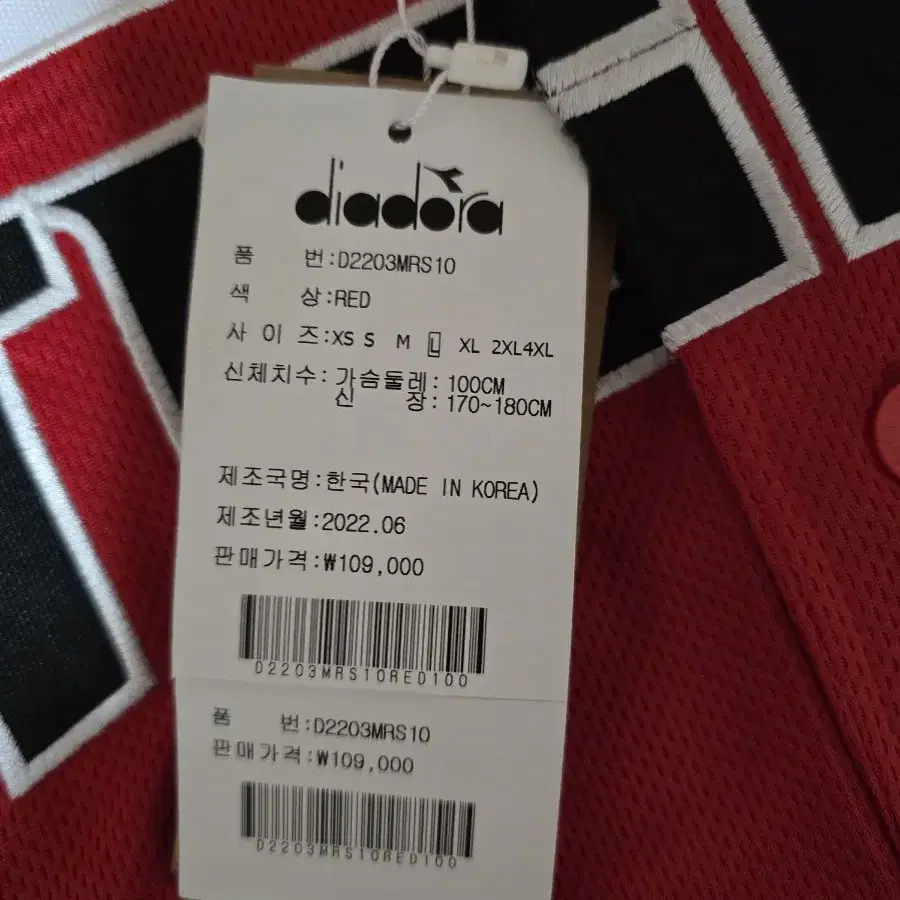 diadora
품 번:D2203MRS10
색 상:RED
사 이 즈:XS S M L XL 2XL4XL
신체치수: 가슴둘레: 100CM
신 장: 170~180CM
제조국명:한국(MADE IN KOREA)
제조년월:2022.06
판매가격:₩109,000
D2203MRS10RED100
품 번:D2203MRS10
판매가격:₩109,000
D2203MRS10RED100